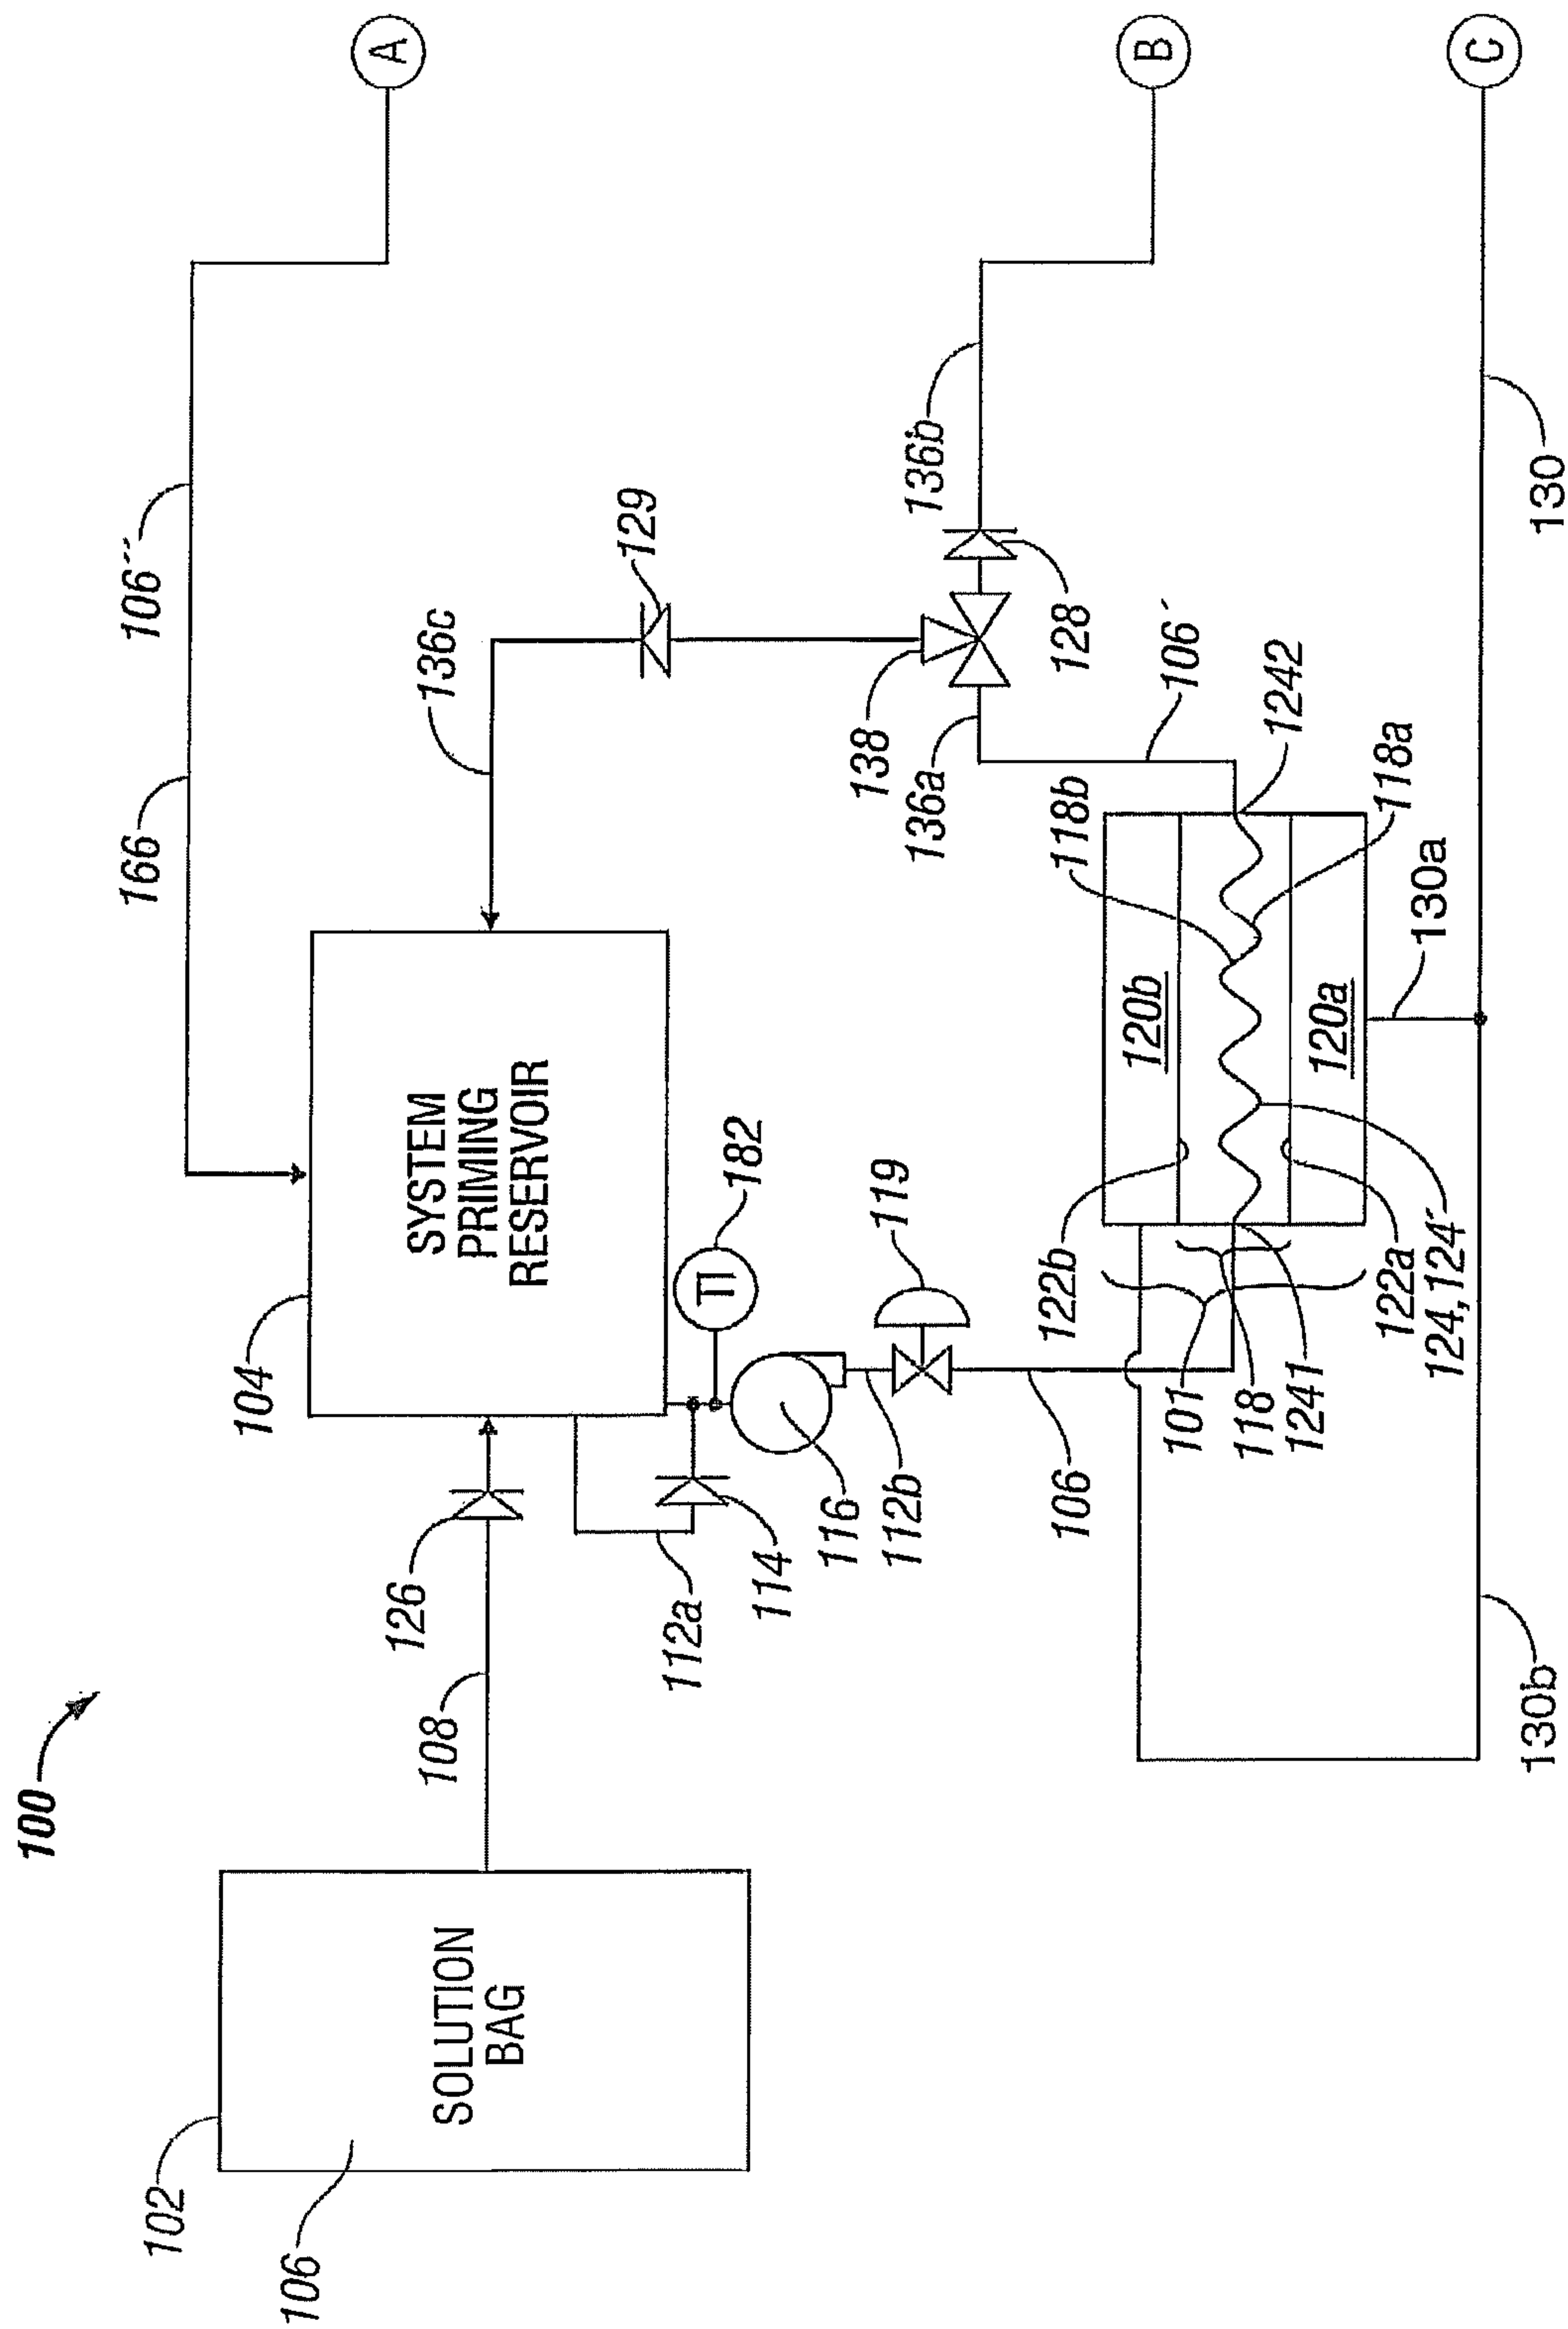 100
102
106
SOLUTION
BAG
108
126
104
SYSTEM
PRIMING
RESERVOIR
166
106´´
A
136c
129
112a
114
TI
182
116
112b
119
106
138
136a
128
136b
B
106´
1242
118b
118a
120b
120a
122b
101
118
1241
122a
124,124´
130a
130
130b
C